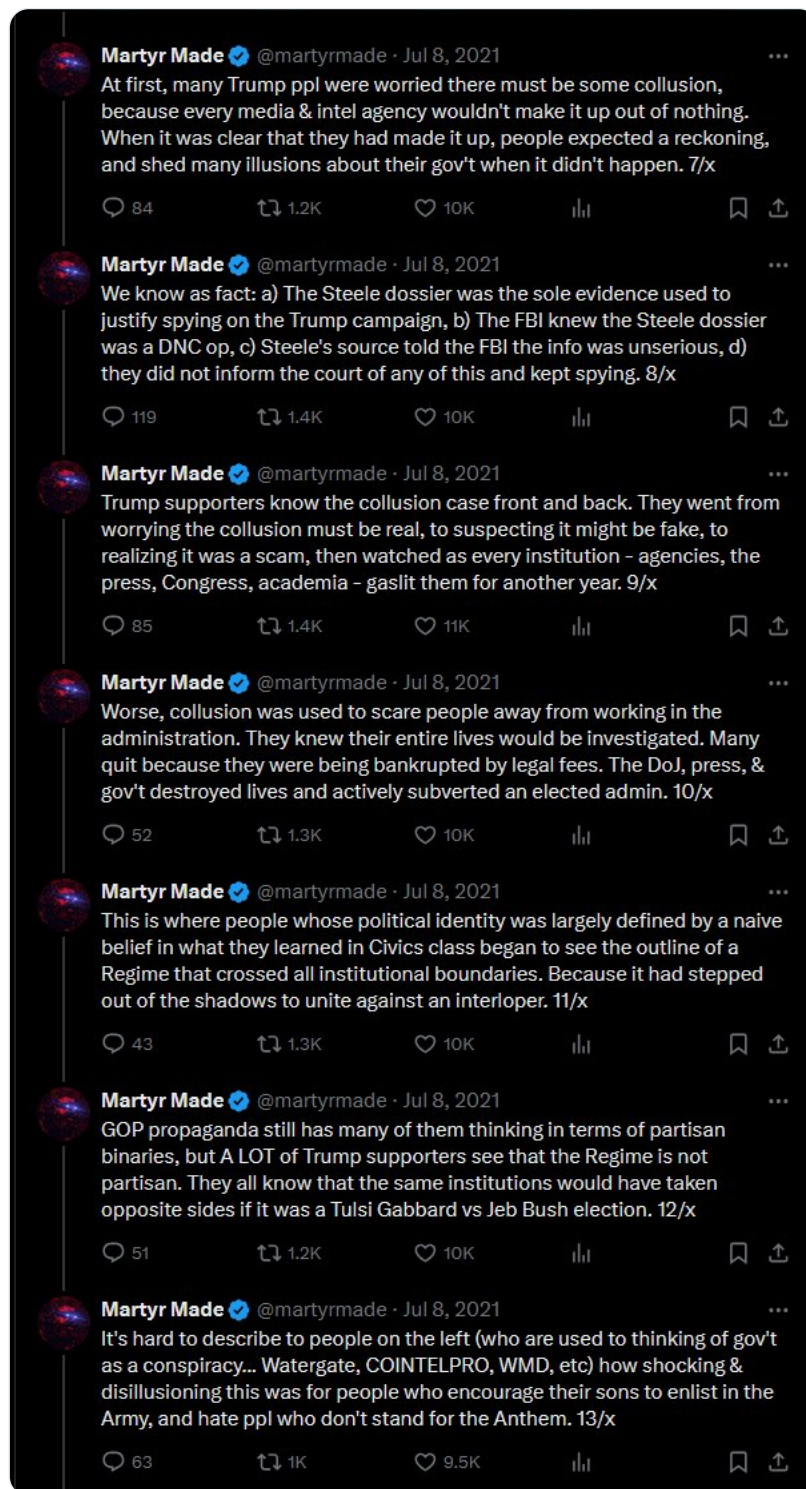 Martyr Made @martyrmade · Jul 8, 2021
At first, many Trump ppl were worried there must be some collusion,
because every media & intel agency wouldn't make it up out of nothing.
When it was clear that they had made it up, people expected a reckoning,
and shed many illusions about their gov't when it didn't happen. 7/x
84 1.2K 10K
Martyr Made @martyrmade · Jul 8, 2021
We know as fact: a) The Steele dossier was the sole evidence used to
justify spying on the Trump campaign, b) The FBI knew the Steele dossier
was a DNC op, c) Steele's source told the FBI the info was unserious, d)
they did not inform the court of any of this and kept spying. 8/x
119 1.4K 10K
Martyr Made @martyrmade · Jul 8, 2021
Trump supporters know the collusion case front and back. They went from
worrying the collusion must be real, to suspecting it might be fake, to
realizing it was a scam, then watched as every institution - agencies, the
press, Congress, academia - gaslit them for another year. 9/x
85 1.4K 11K
Martyr Made @martyrmade · Jul 8, 2021
Worse, collusion was used to scare people away from working in the
administration. They knew their entire lives would be investigated. Many
quit because they were being bankrupted by legal fees. The DoJ, press, &
gov't destroyed lives and actively subverted an elected admin. 10/x
52 1.3K 10K
Martyr Made @martyrmade · Jul 8, 2021
This is where people whose political identity was largely defined by a naive
belief in what they learned in Civics class began to see the outline of a
Regime that crossed all institutional boundaries. Because it had stepped
out of the shadows to unite against an interloper. 11/x
43 1.3K 10K
Martyr Made @martyrmade · Jul 8, 2021
GOP propaganda still has many of them thinking in terms of partisan
binaries, but A LOT of Trump supporters see that the Regime is not
partisan. They all know that the same institutions would have taken
opposite sides if it was a Tulsi Gabbard vs Jeb Bush election. 12/x
51 1.2K 10K
Martyr Made @martyrmade · Jul 8, 2021
It's hard to describe to people on the left (who are used to thinking of gov't
as a conspiracy... Watergate, COINTELPRO, WMD, etc) how shocking &
disillusioning this was for people who encourage their sons to enlist in the
Army, and hate ppl who don't stand for the Anthem. 13/x
63 1K 9.5K